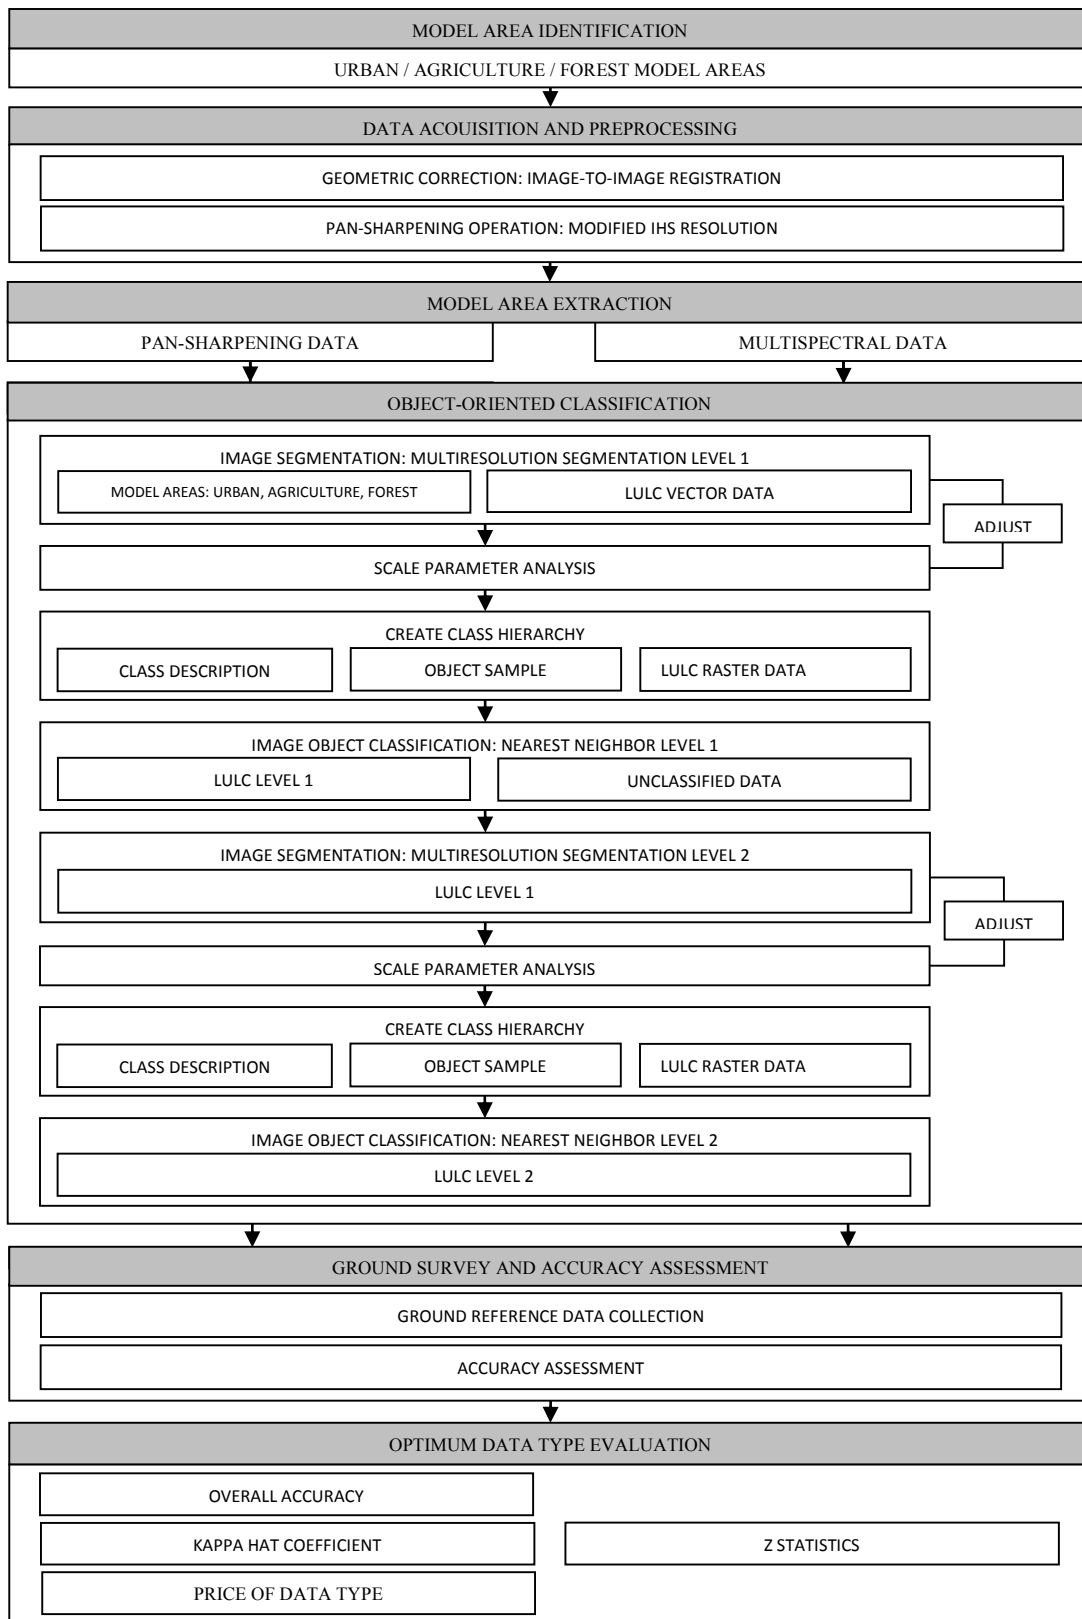 MODEL AREA IDENTIFICATION
URBAN / AGRICULTURE / FOREST MODEL AREAS
DATA ACOUISITION AND PREPROCESSING
GEOMETRIC CORRECTION: IMAGE-TO-IMAGE REGISTRATION
PAN-SHARPENING OPERATION: MODIFIED IHS RESOLUTION
MODEL AREA EXTRACTION
PAN-SHARPENING DATA
MULTISPECTRAL DATA
OBJECT-ORIENTED CLASSIFICATION
IMAGE SEGMENTATION: MULTIRESOLUTION SEGMENTATION LEVEL 1
MODEL AREAS: URBAN, AGRICULTURE, FOREST
LULC VECTOR DATA
ADJUST
SCALE PARAMETER ANALYSIS
CREATE CLASS HIERARCHY
CLASS DESCRIPTION
OBJECT SAMPLE
LULC RASTER DATA
IMAGE OBJECT CLASSIFICATION: NEAREST NEIGHBOR LEVEL 1
LULC LEVEL 1
UNCLASSIFIED DATA
IMAGE SEGMENTATION: MULTIRESOLUTION SEGMENTATION LEVEL 2
LULC LEVEL 1
ADJUST
SCALE PARAMETER ANALYSIS
CREATE CLASS HIERARCHY
CLASS DESCRIPTION
OBJECT SAMPLE
LULC RASTER DATA
IMAGE OBJECT CLASSIFICATION: NEAREST NEIGHBOR LEVEL 2
LULC LEVEL 2
GROUND SURVEY AND ACCURACY ASSESSMENT
GROUND REFERENCE DATA COLLECTION
ACCURACY ASSESSMENT
OPTIMUM DATA TYPE EVALUATION
OVERALL ACCURACY
KAPPA HAT COEFFICIENT
Z STATISTICS
PRICE OF DATA TYPE